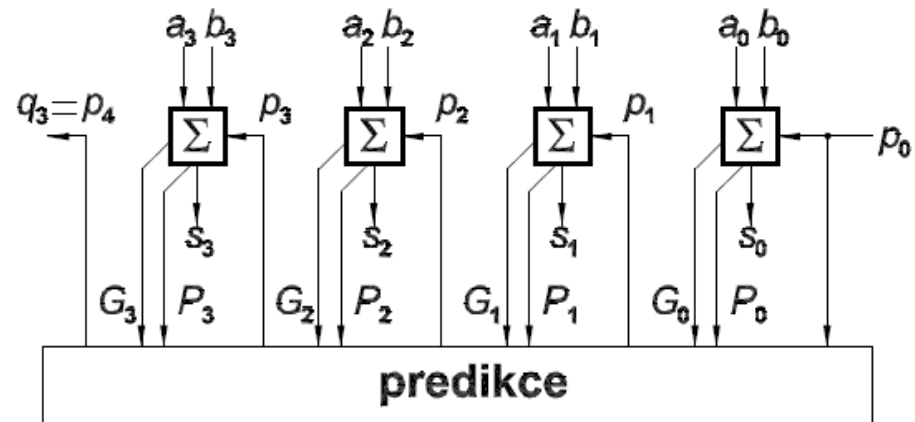 a₃ b₃ a₂ b₂ a₁ b₁ a₀ b₀
q₃=p₄ Σ p₃ Σ p₂ Σ p₁ Σ p₀
s₃ s₂ s₁ s₀
G₃ P₃ G₂ P₂ G₁ P₁ G₀ P₀
predikce